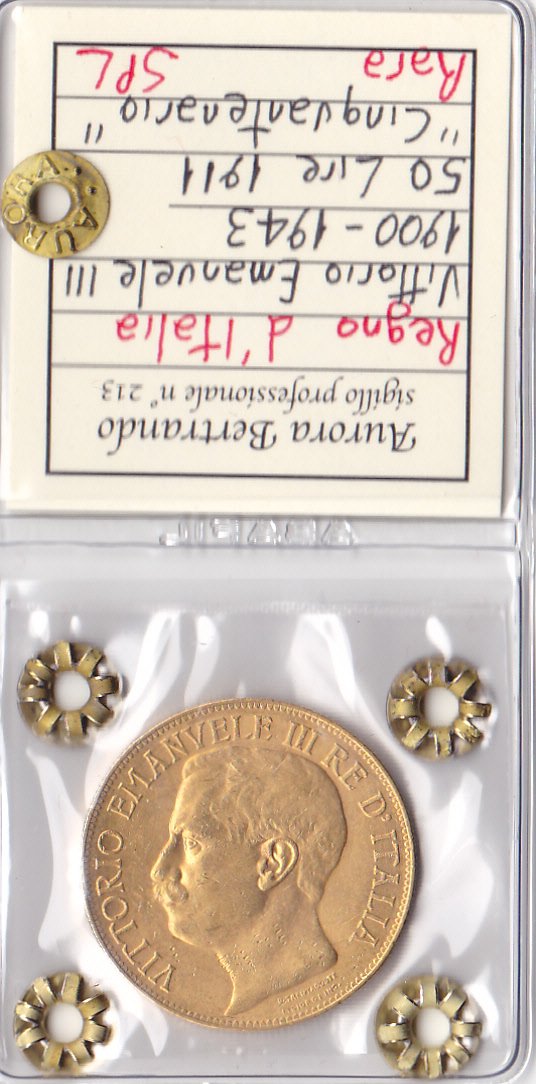 Aurora Bertrando
sigillo professionale n° 213
Regno d'Italia
Vittorio Emanuele III
1900 - 1943
50 Lire 1911
"Cinquantenario"
Rara SPL
AURORA
VITTORIO EMANVELE III RE D'ITALIA